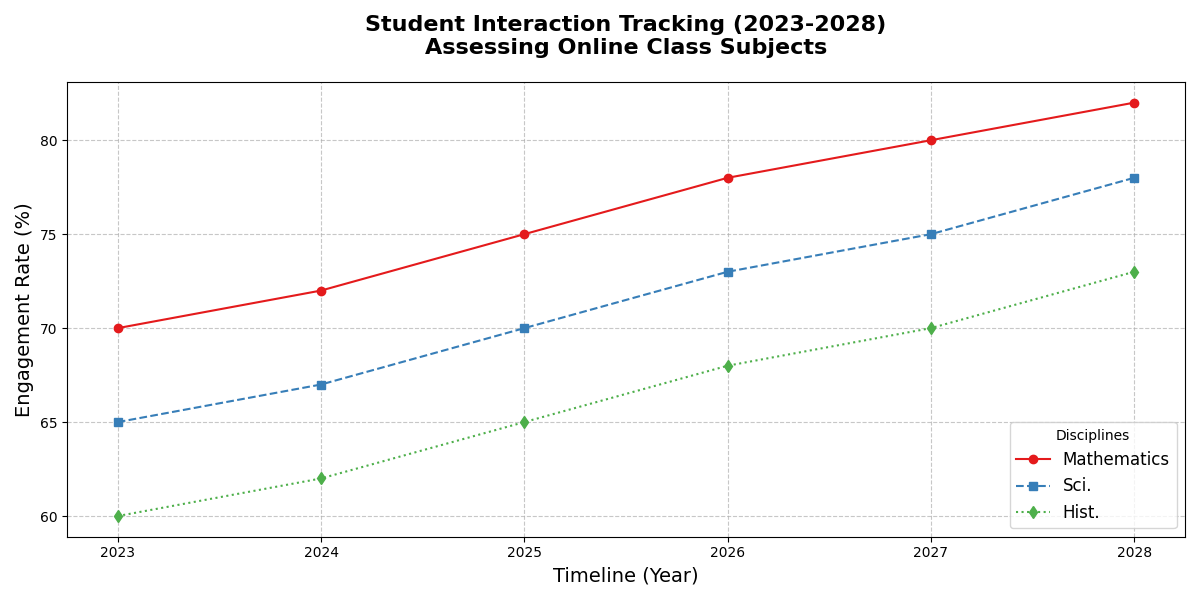 Student Interaction Tracking (2023-2028)
Assessing Online Class Subjects
Engagement Rate (%)
80
75
70
65
60
2023
2024
2025
2026
2027
2028
Timeline (Year)
Disciplines
Mathematics
Sci.
Hist.